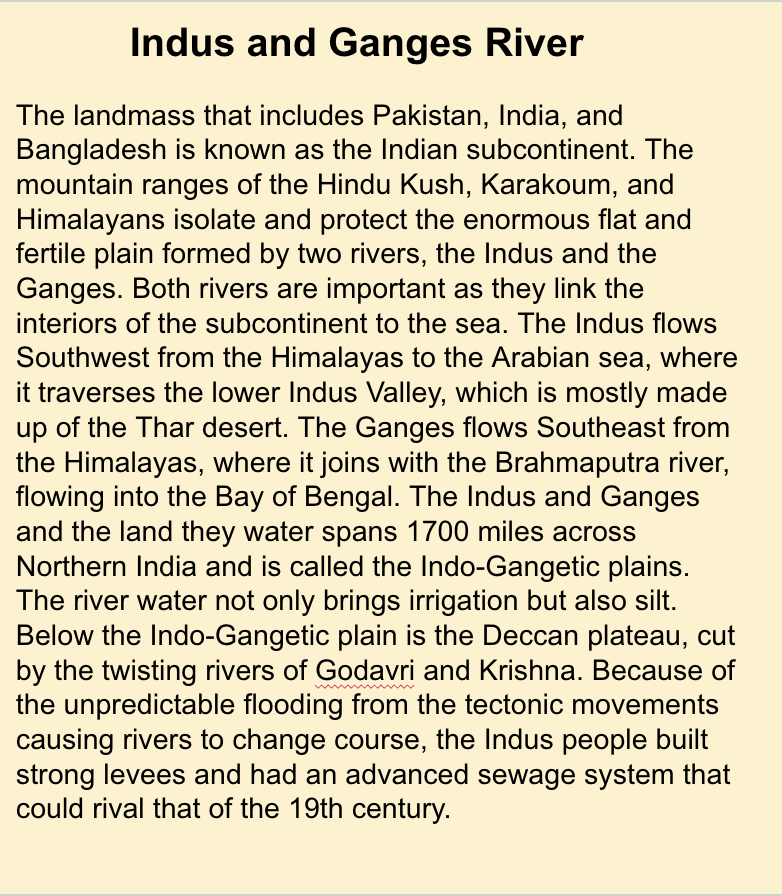 Indus and Ganges River
The landmass that includes Pakistan, India, and
Bangladesh is known as the Indian subcontinent. The
mountain ranges of the Hindu Kush, Karakoum, and
Himalayans isolate and protect the enormous flat and
fertile plain formed by two rivers, the Indus and the
Ganges. Both rivers are important as they link the
interiors of the subcontinent to the sea. The Indus flows
Southwest from the Himalayas to the Arabian sea, where
it traverses the lower Indus Valley, which is mostly made
up of the Thar desert. The Ganges flows Southeast from
the Himalayas, where it joins with the Brahmaputra river,
flowing into the Bay of Bengal. The Indus and Ganges
and the land they water spans 1700 miles across
Northern India and is called the Indo-Gangetic plains.
The river water not only brings irrigation but also silt.
Below the Indo-Gangetic plain is the Deccan plateau, cut
by the twisting rivers of Godavri and Krishna. Because of
the unpredictable flooding from the tectonic movements
causing rivers to change course, the Indus people built
strong levees and had an advanced sewage system that
could rival that of the 19th century.